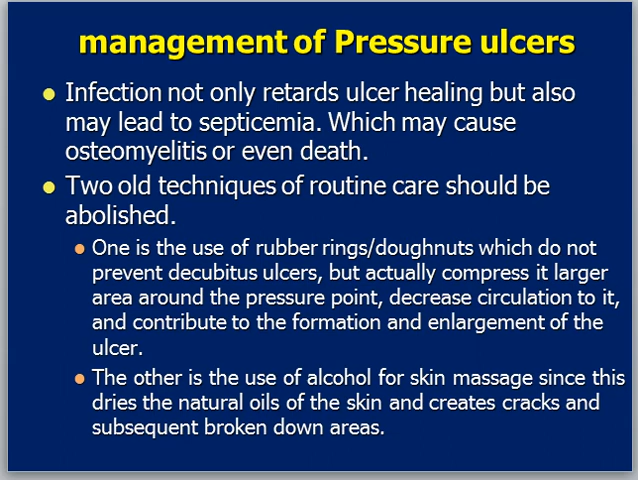 management of Pressure ulcers
Infection not only retards ulcer healing but also
may lead to septicemia. Which may cause
osteomyelitis or even death.
Two old techniques of routine care should be
abolished.
One is the use of rubber rings/doughnuts which do not
prevent decubitus ulcers, but actually compress it larger
area around the pressure point, decrease circulation to it,
and contribute to the formation and enlargement of the
ulcer.
The other is the use of alcohol for skin massage since this
dries the natural oils of the skin and creates cracks and
subsequent broken down areas.